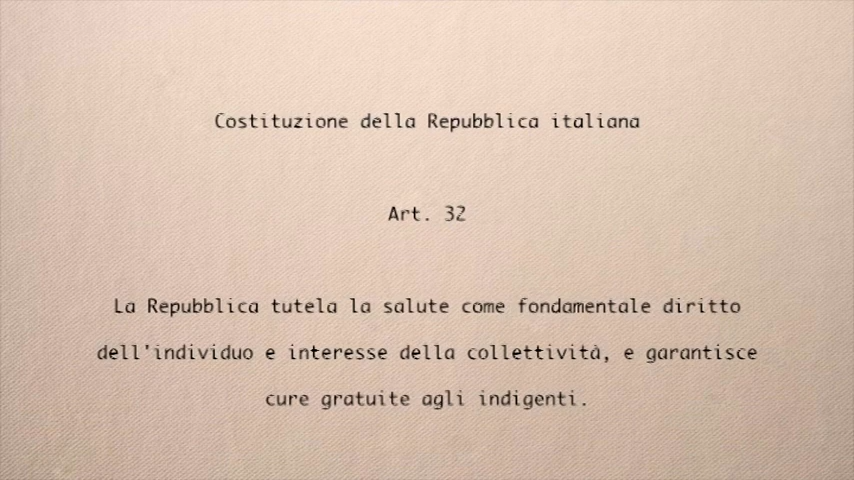 Costituzione della Repubblica italiana
Art. 32
La Repubblica tutela la salute come fondamentale diritto
dell'individuo e interesse della collettività, e garantisce
cure gratuite agli indigenti.